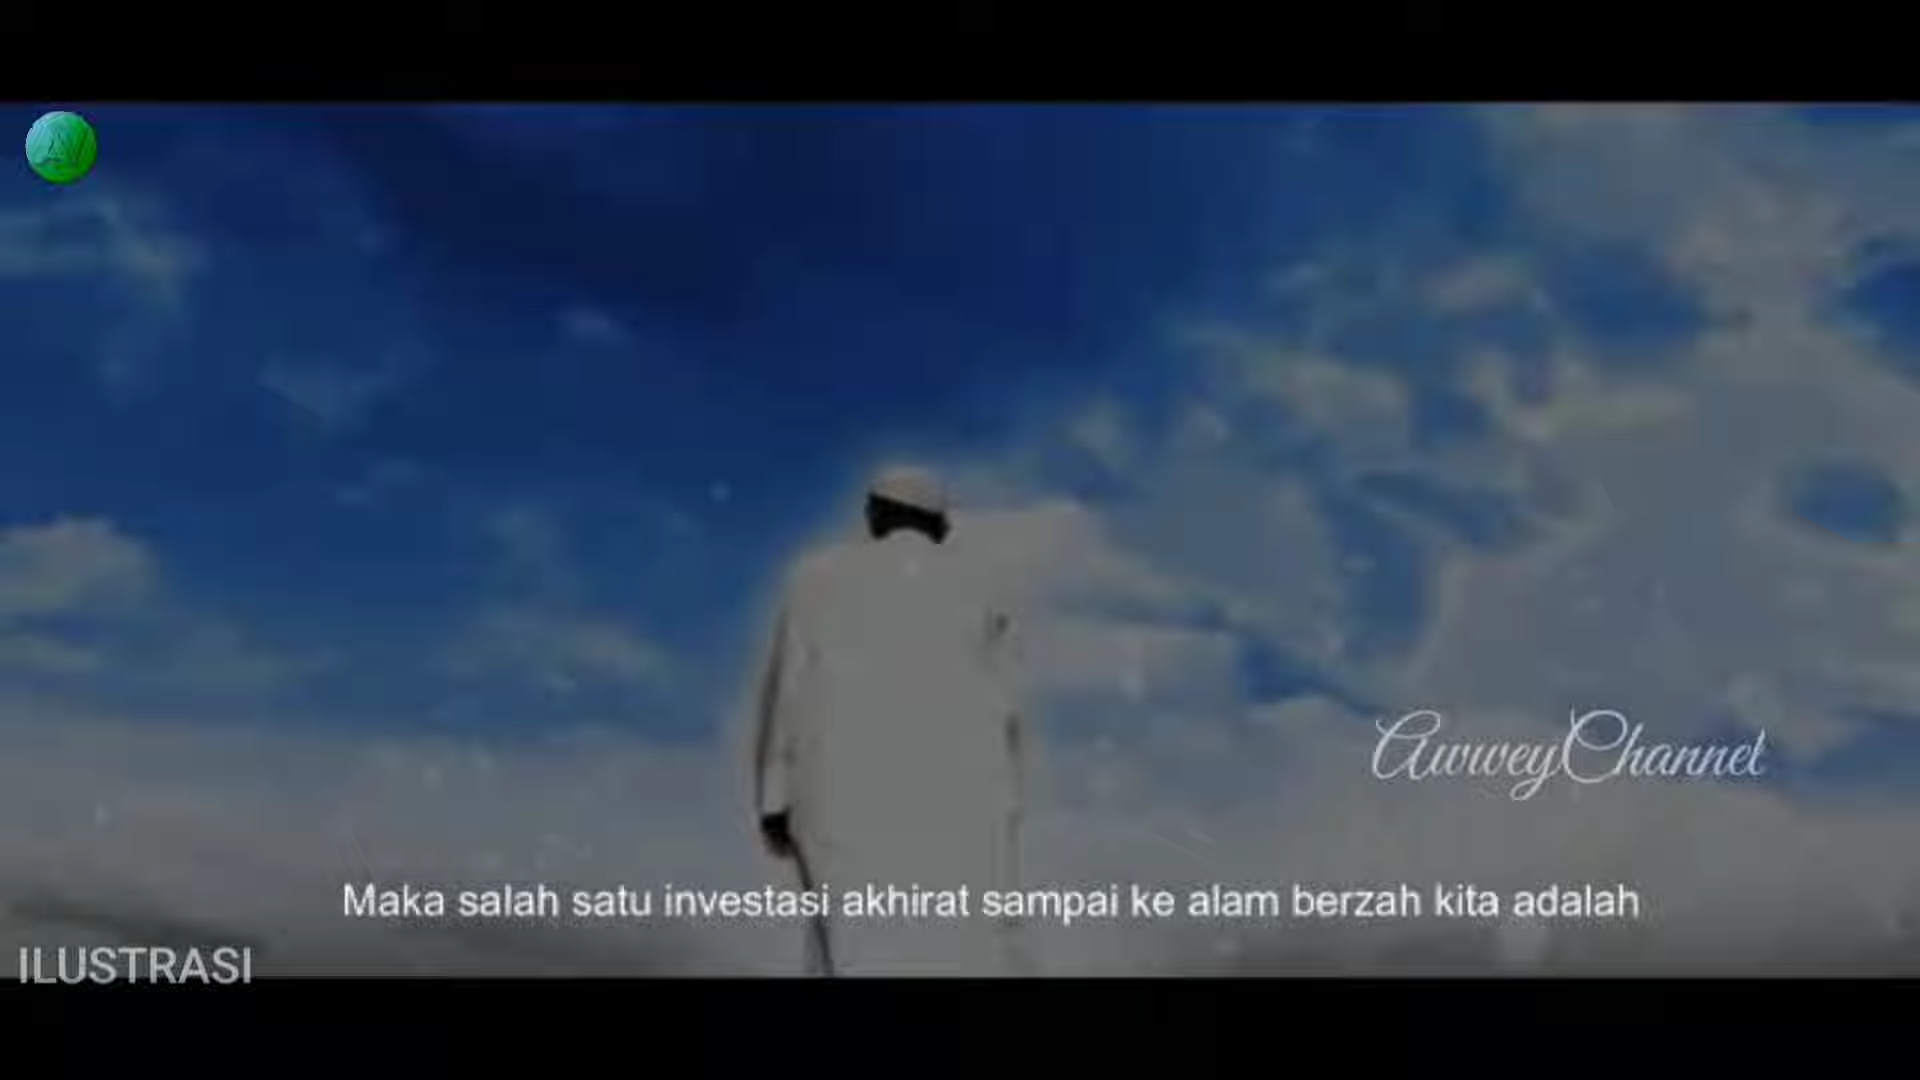 AwweyChannel
Maka salah satu investasi akhirat sampai ke alam berzah kita adalah
ILUSTRASI